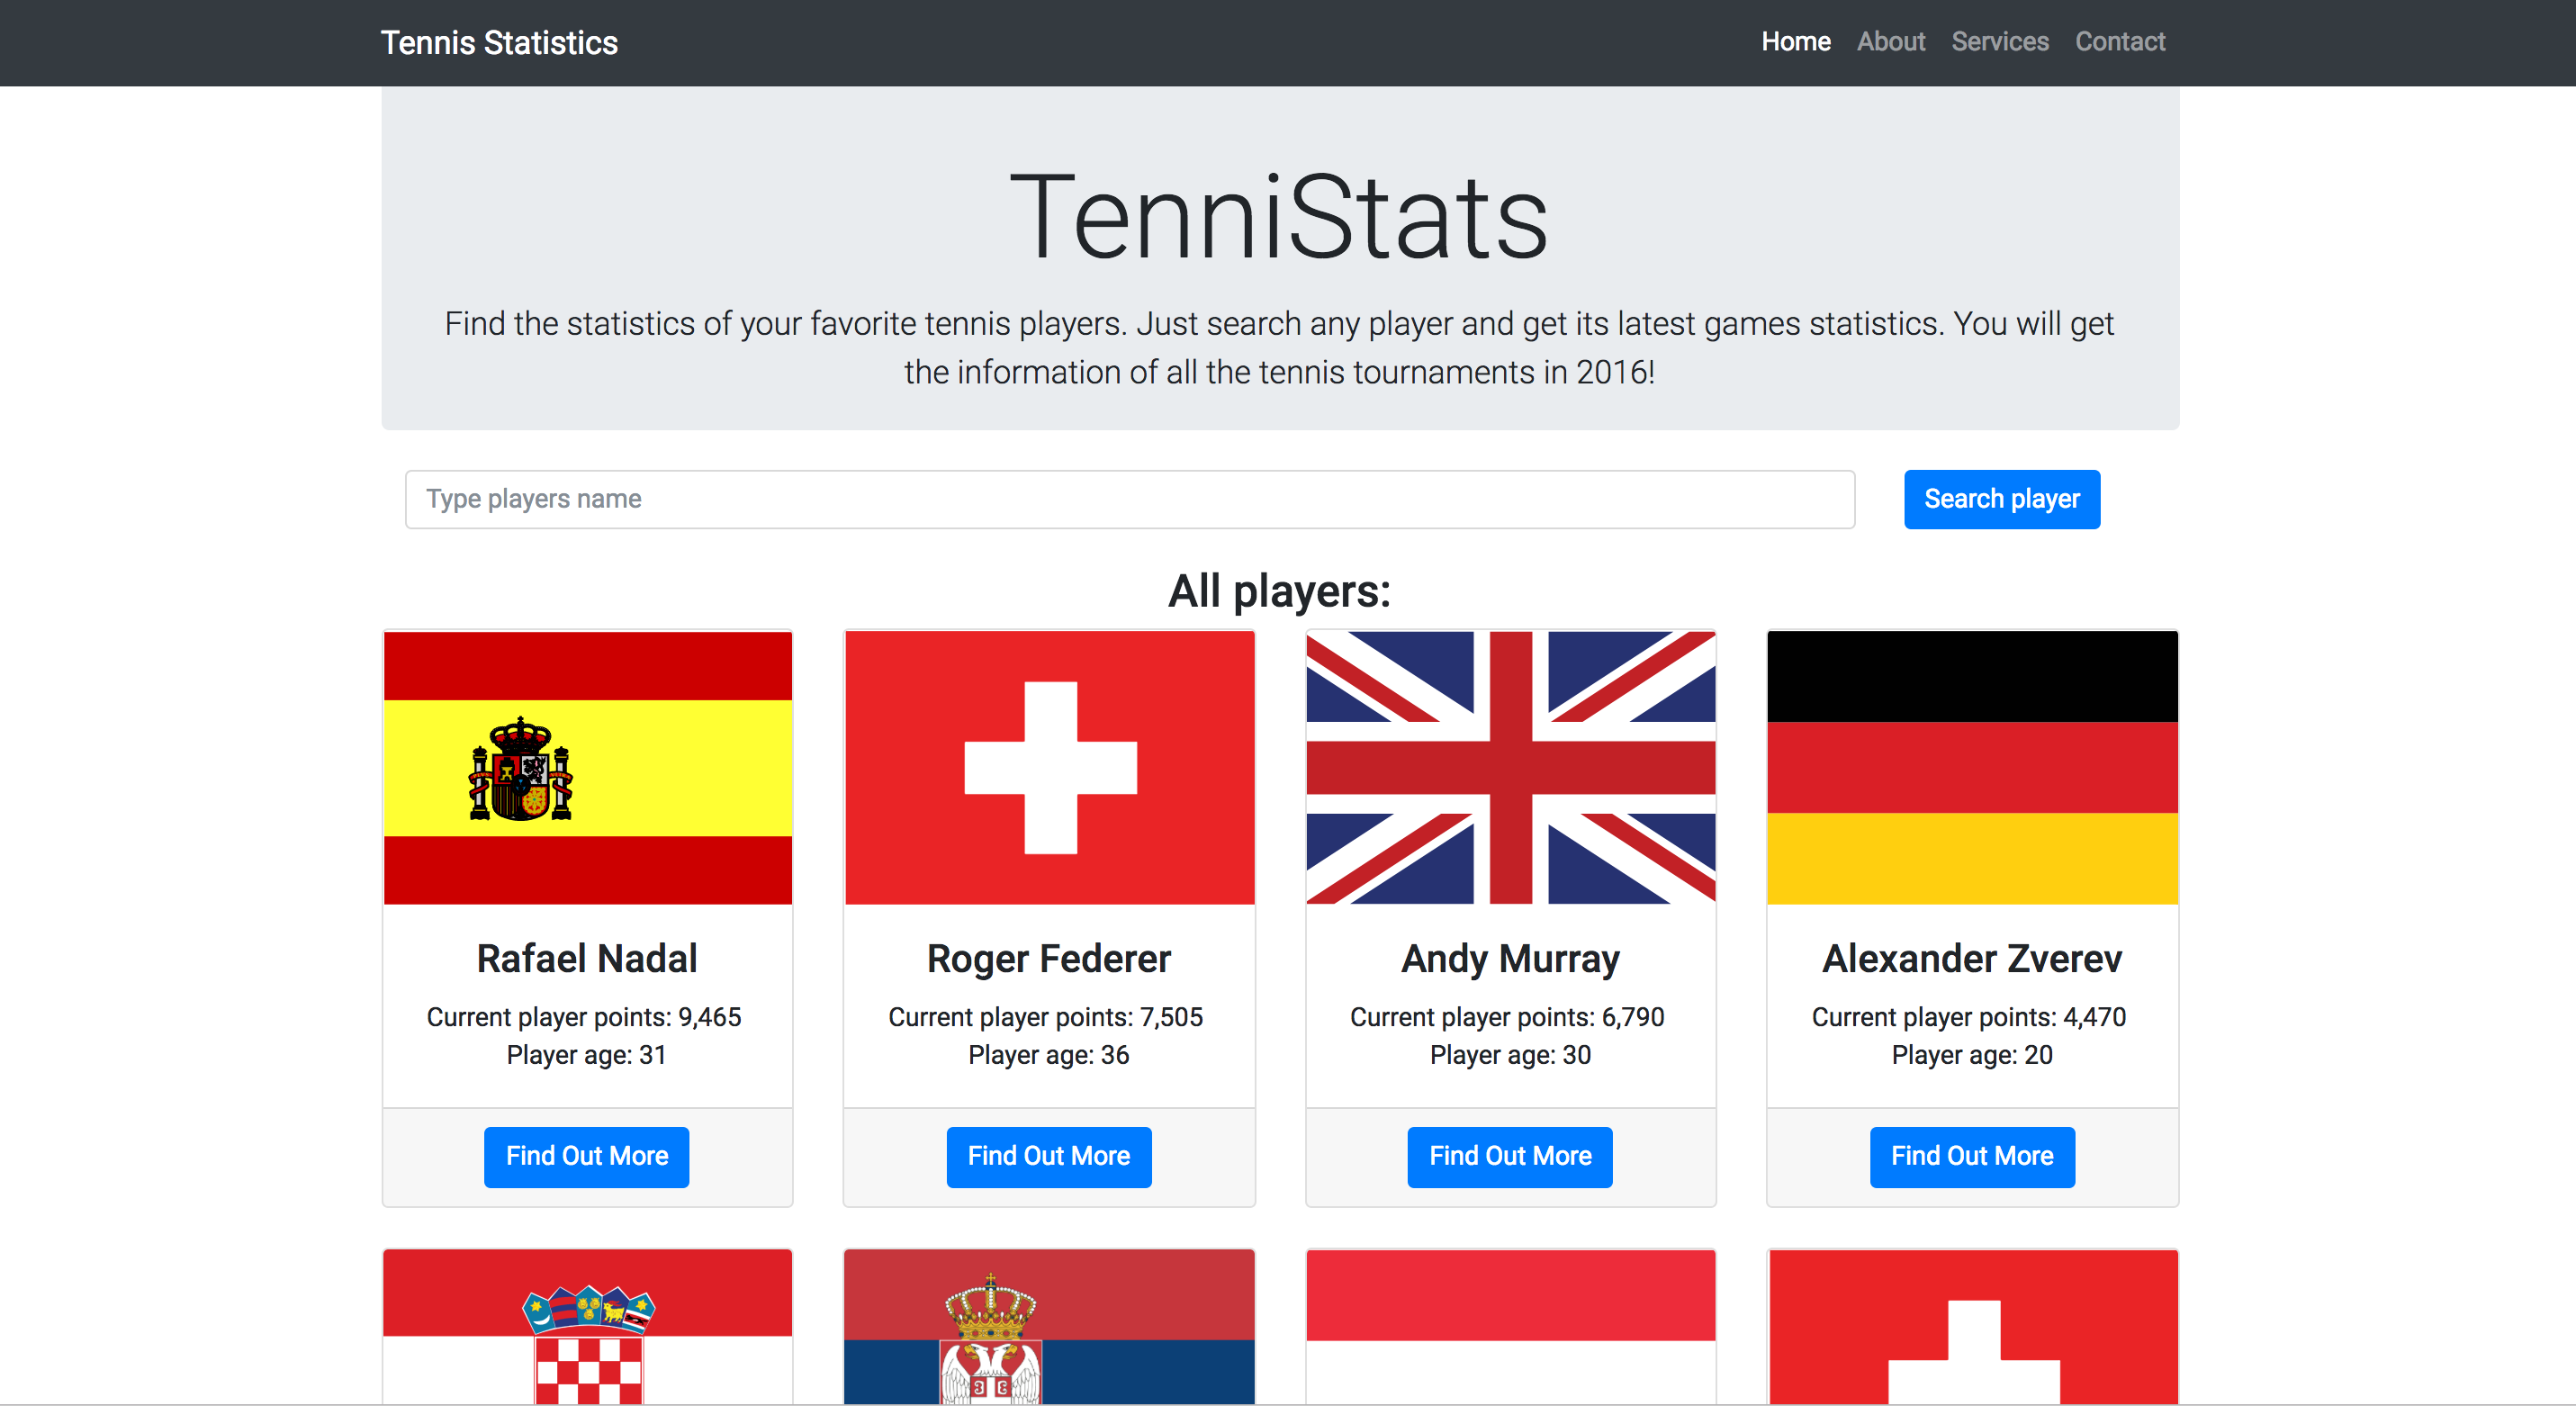 Tennis Statistics
Home About Services Contact
TenniStats
Find the statistics of your favorite tennis players. Just search any player and get its latest games statistics. You will get
the information of all the tennis tournaments in 2016!
Type players name
Search player
All players:
Rafael Nadal
Current player points: 9,465
Player age: 31
Find Out More
Roger Federer
Current player points: 7,505
Player age: 36
Find Out More
Andy Murray
Current player points: 6,790
Player age: 30
Find Out More
Alexander Zverev
Current player points: 4,470
Player age: 20
Find Out More